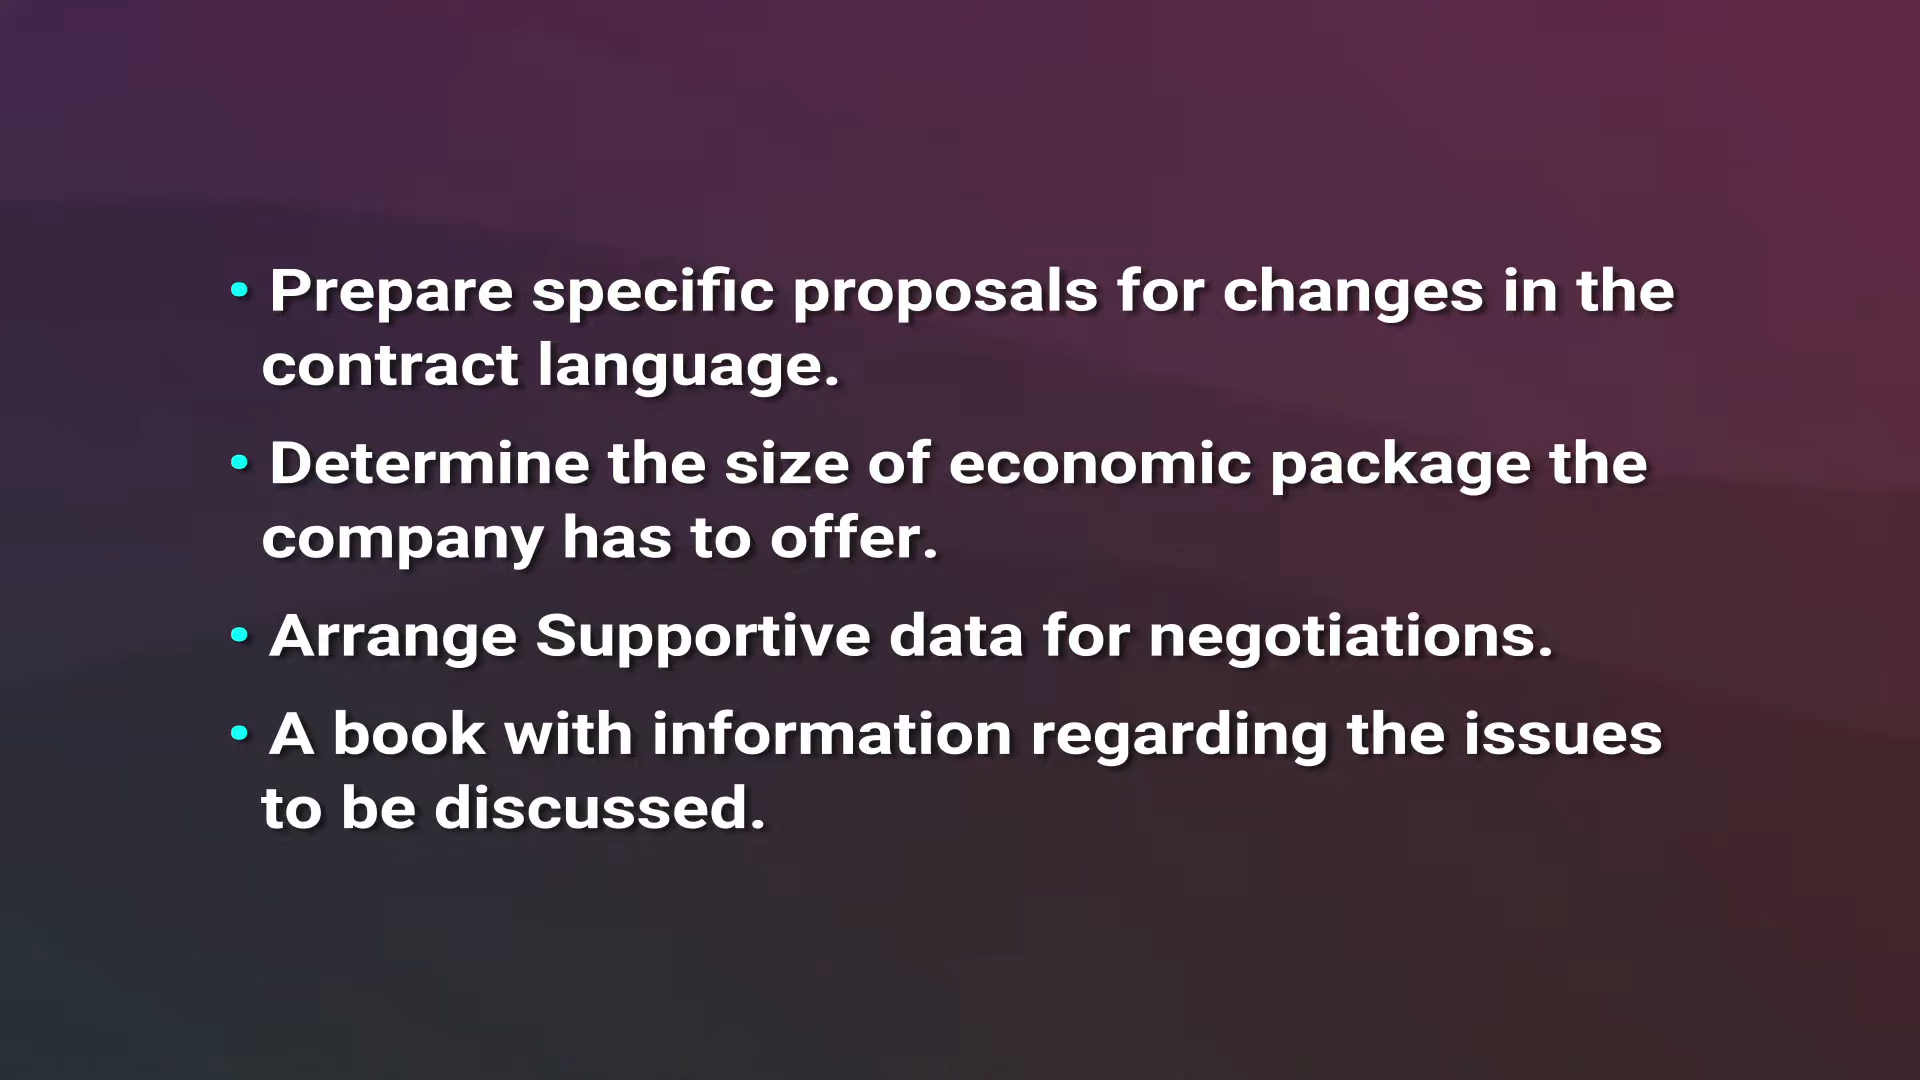 • Prepare specific proposals for changes in the
contract language.
• Determine the size of economic package the
company has to offer.
• Arrange Supportive data for negotiations.
• A book with information regarding the issues
to be discussed.